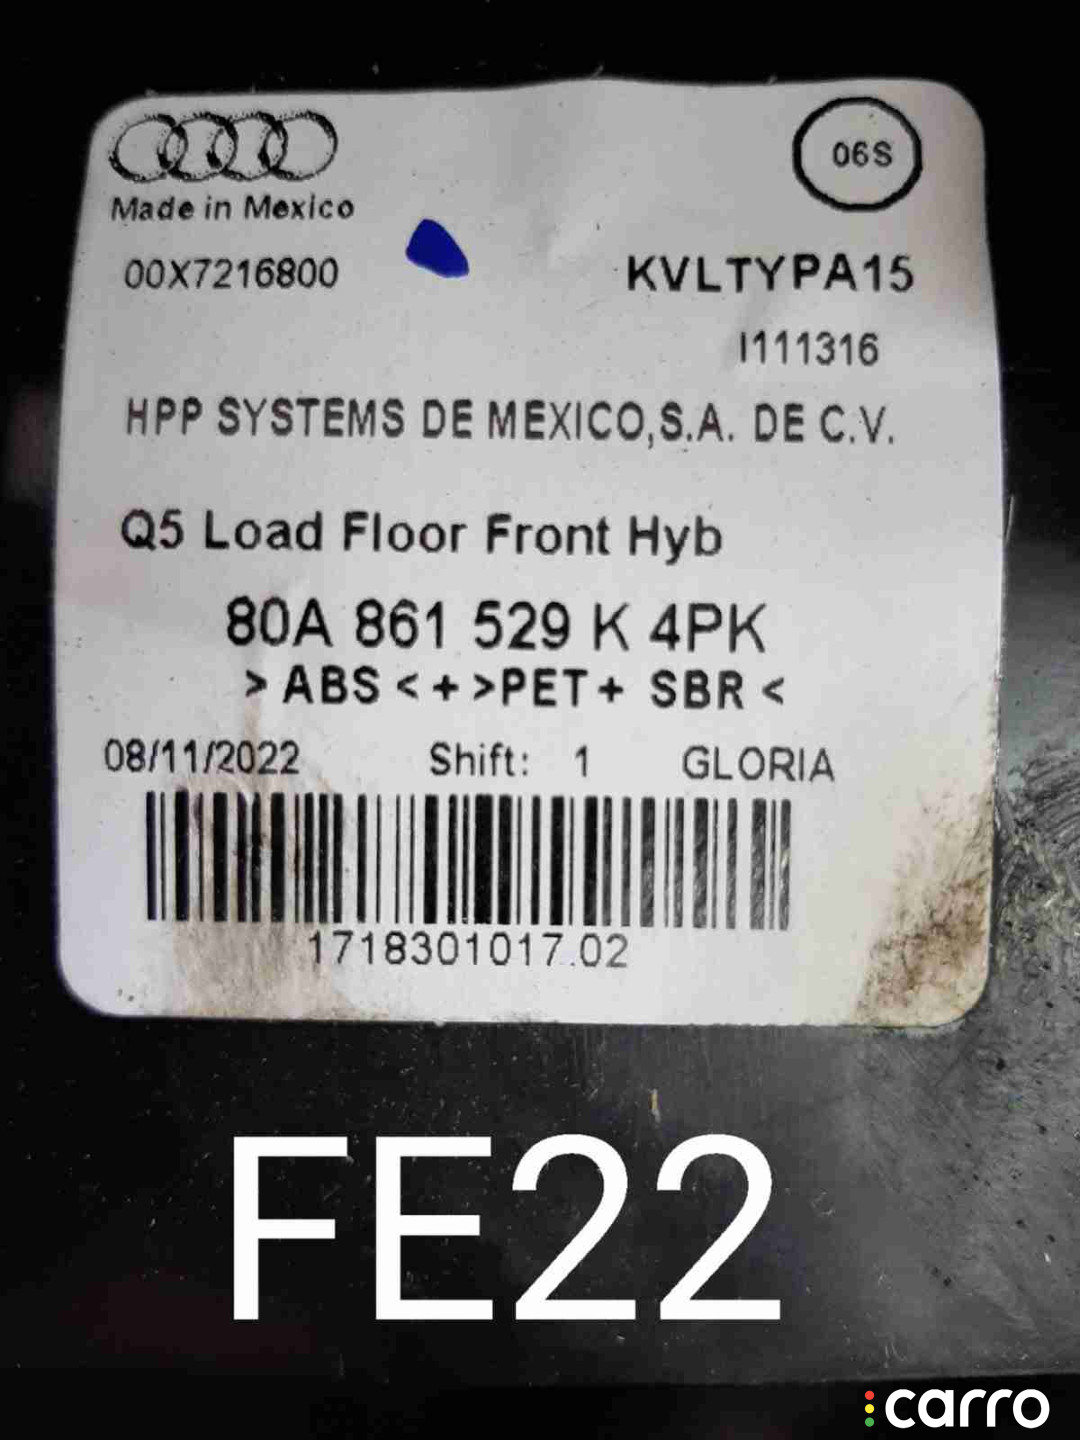 06S
Made in Mexico
00X7216800
KVLTYPA15
I111316
HPP SYSTEMS DE MEXICO,S.A. DE C.V.
Q5 Load Floor Front Hyb
80A 861 529 K 4PK
>ABS<+>PET+ SBR<
08/11/2022 Shift: 1 GLORIA
1718301017.02
FE22
carro